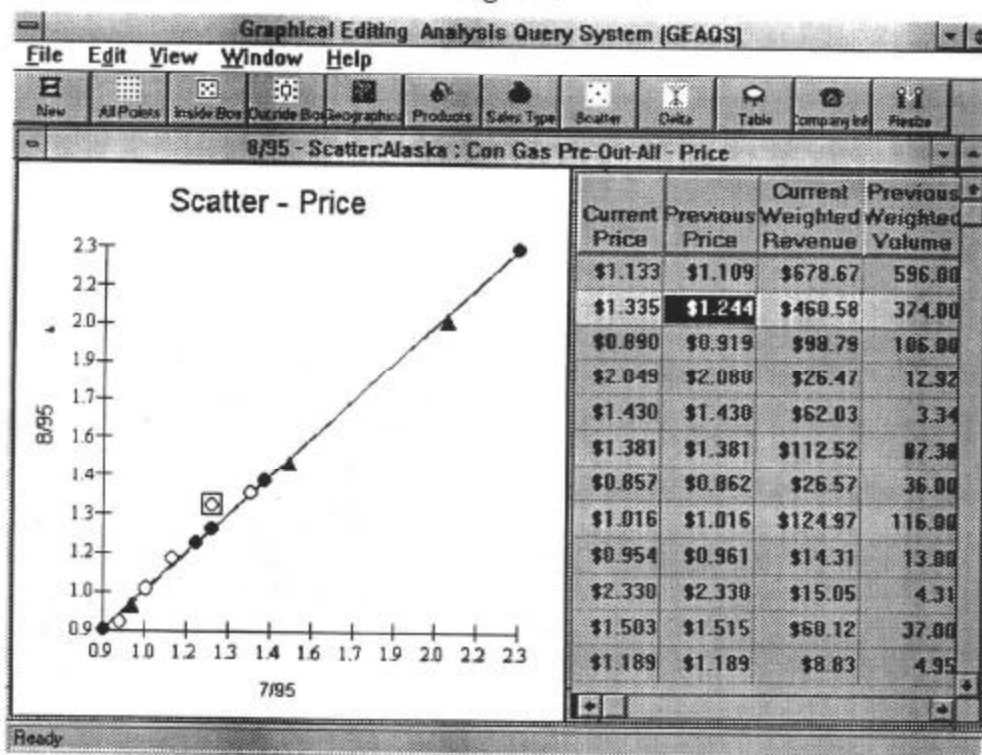 Graphical Editing Analysis Query System (GEAQS)
File Edit View Window Help
New All Points Inside Box Outside Box Geographics Products Sales Type Scatter Delta Table Company Inf Resize
8/95 - Scatter:Alaska : Con Gas Pre-Out-All - Price
Scatter - Price
2.3
2.2
2.0
1.9
1.7
1.6
1.4
1.3
1.2
1.0
0.9
8/95
0.9 1.0 1.2 1.3 1.4 1.6 1.7 1.9 2.0 2.2 2.3
7/95
Current Price Previous Price Current Weighted Revenue Previous Weighted Volume
$1.133 $1.109 $678.67 596.00
$1.335 $1.244 $460.58 374.00
$0.890 $0.919 $98.79 106.00
$2.049 $2.080 $26.47 12.92
$1.430 $1.430 $62.03 3.34
$1.381 $1.381 $112.52 87.30
$0.857 $0.862 $26.57 36.00
$1.016 $1.016 $124.97 116.00
$0.954 $0.961 $14.31 13.00
$2.330 $2.330 $15.05 4.31
$1.503 $1.515 $60.12 37.00
$1.189 $1.189 $8.83 4.95
Ready